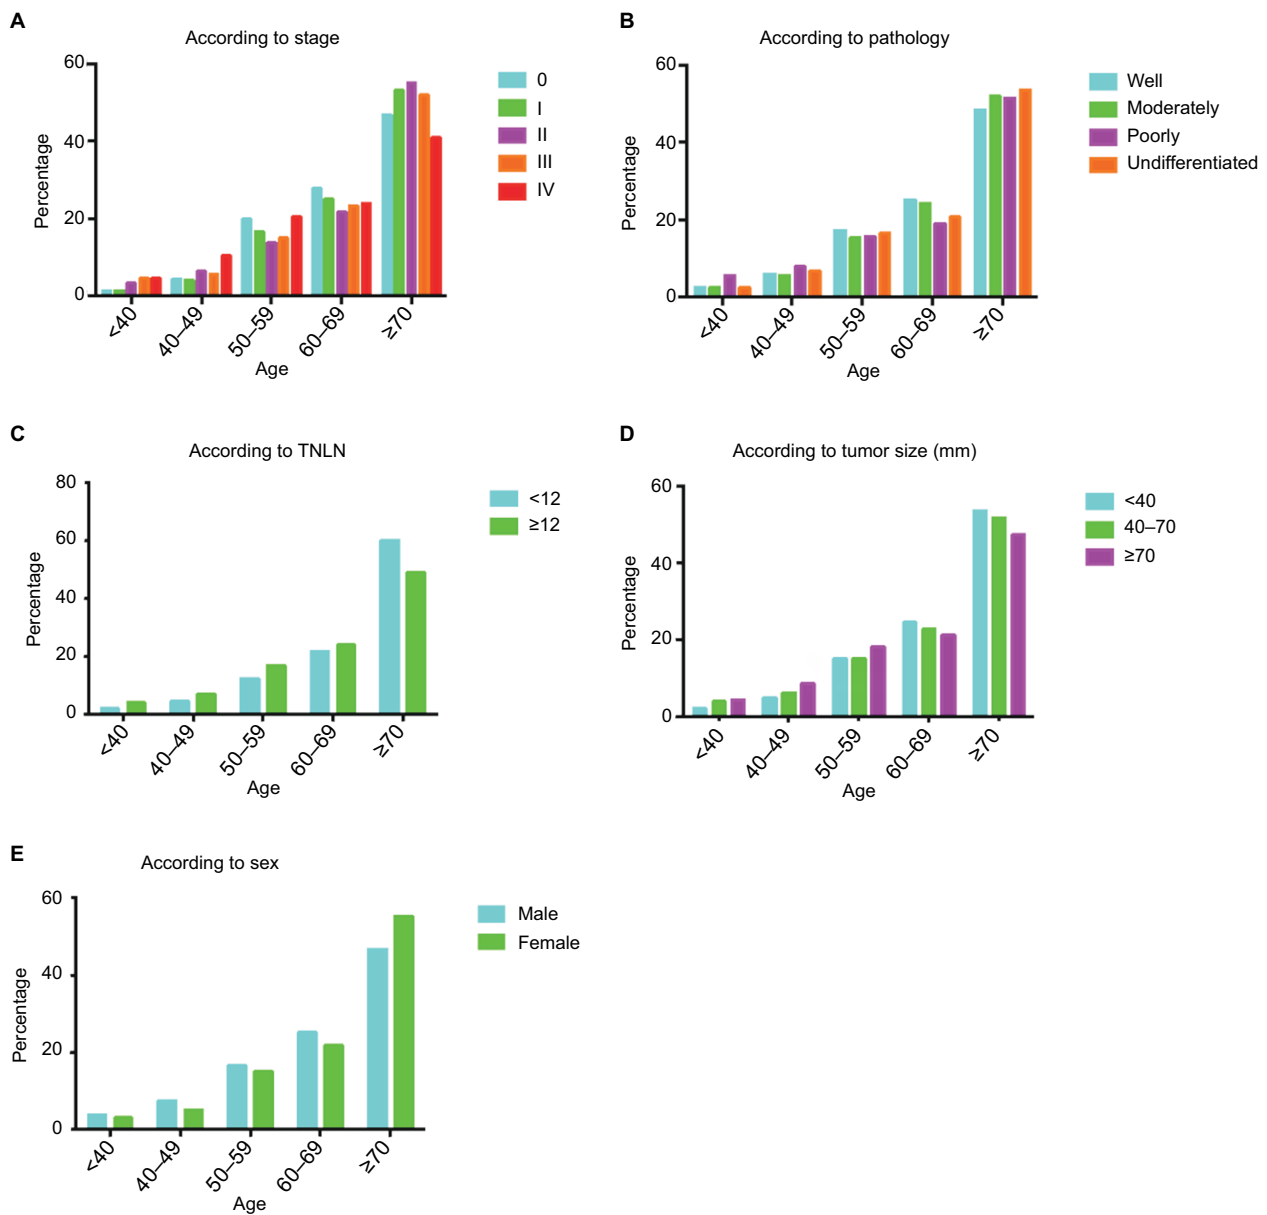 A
According to stage
60
40
20
0
Percentage
<40
40–49
50–59
60–69
≥70
Age
0
I
II
III
IV
B
According to pathology
60
40
20
0
Percentage
<40
40–49
50–59
60–69
≥70
Age
Well
Moderately
Poorly
Undifferentiated
C
According to TNLN
80
60
40
20
0
Percentage
<40
40–49
50–59
60–69
≥70
Age
<12
≥12
D
According to tumor size (mm)
60
40
20
0
Percentage
<40
40–49
50–59
60–69
≥70
Age
<40
40–70
≥70
E
According to sex
60
40
20
0
Percentage
<40
40–49
50–59
60–69
≥70
Age
Male
Female